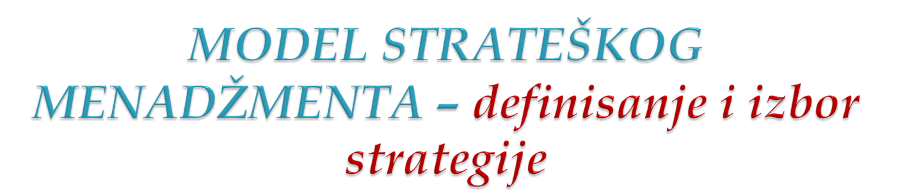 MODEL STRATEŠKOG
MENADŽMENTA – definisanje i izbor
strategije